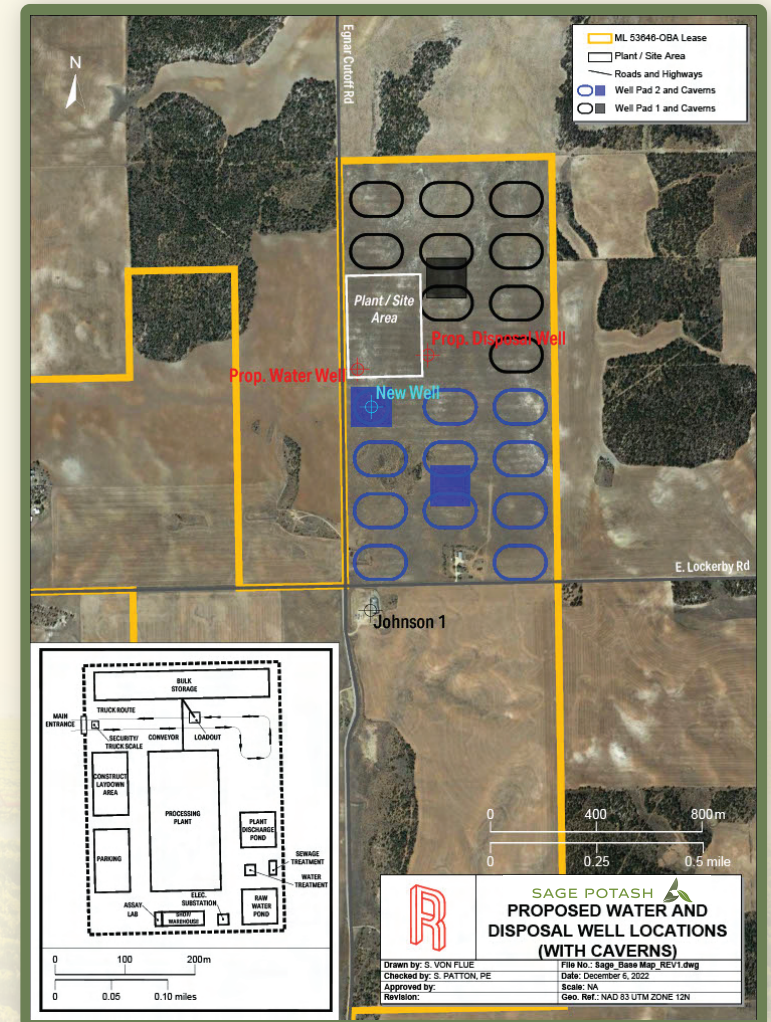 N
Egnar Cutoff Rd
ML 53646-OBA Lease
Plant / Site Area
Roads and Highways
Well Pad 2 and Caverns
Well Pad 1 and Caverns
Plant / Site
Area
Prop. Disposal Well
Prop. Water Well
New Well
E. Lockerby Rd
Johnson 1
BULK
STORAGE
TRUCK ROUTE
MAIN
ENTRANCE
SECURITY/
TRUCK SCALE
CONVEYOR
LOADOUT
CONSTRUCT
LAYDOWN
AREA
PROCESSING
PLANT
PLANT
DISCHARGE
POND
PARKING
SEWAGE
TREATMENT
WATER
TREATMENT
ELEC.
SUBSTATION
ASSAY
LAB
SHOP/
WAREHOUSE
RAW
WATER
POND
0 200m
0 0.05 0.10 miles
0 400 800m
0 0.25 0.5 mile
SAGE POTASH
PROPOSED WATER AND
DISPOSAL WELL LOCATIONS
(WITH CAVERNS)
Drawn by: S. VON FLUE
File No.: Sage_Base Map_REV1.dwg
Checked by: S. PATTON, PE
Date: December 6, 2022
Approved by:
Scale: NA
Revision:
Geo. Ref.: NAD 83 UTM ZONE 12N